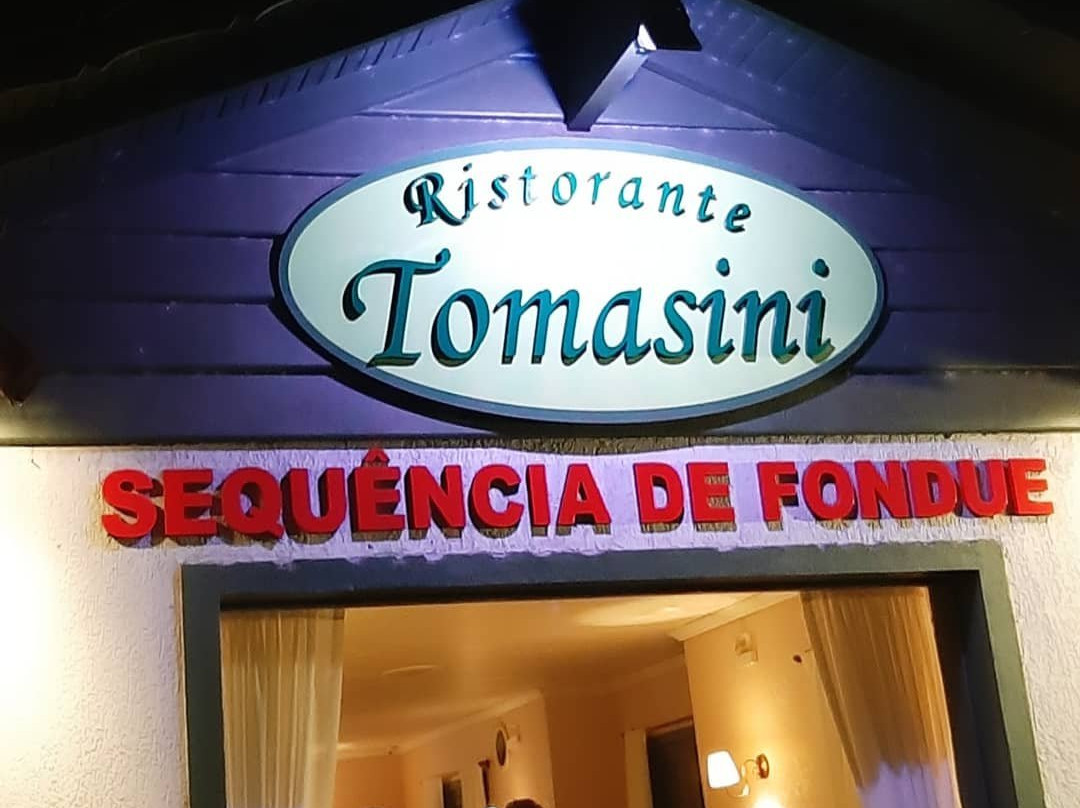 Ristorante
Tomasini
SEQUÊNCIA DE FONDUE